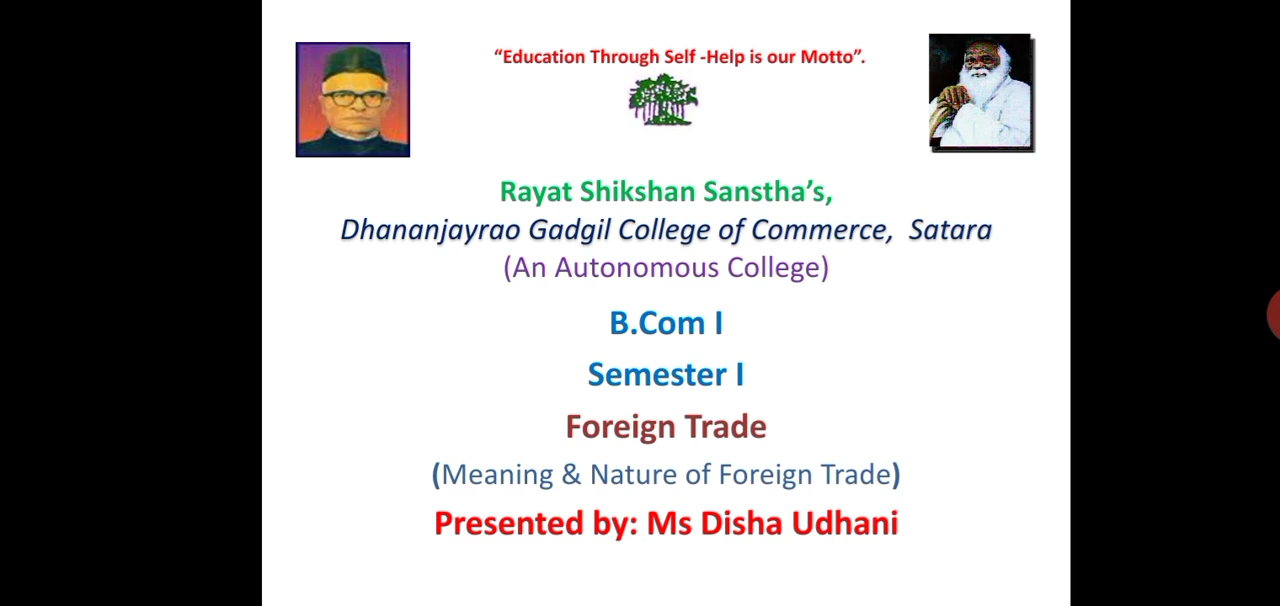 “Education Through Self -Help is our Motto”.
Rayat Shikshan Sanstha’s,
Dhananjayrao Gadgil College of Commerce,  Satara
(An Autonomous College)
B.Com I
Semester I
Foreign Trade
(Meaning & Nature of Foreign Trade)
Presented by: Ms Disha Udhani